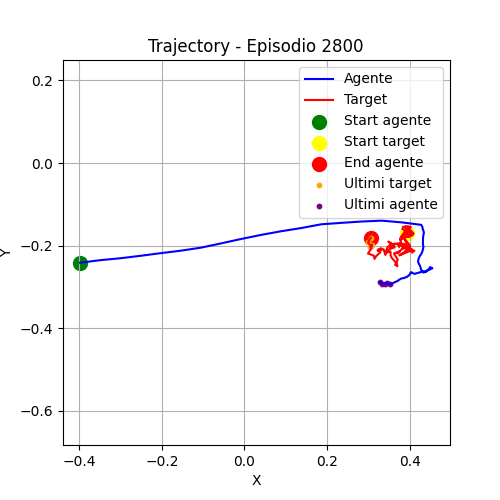 Trajectory - Episodio 2800
Agente
Target
Start agente
Start target
End agente
Ultimi target
Ultimi agente
0.2
0.0
−0.2
−0.4
−0.6
Y
−0.4
−0.2
0.0
0.2
0.4
X